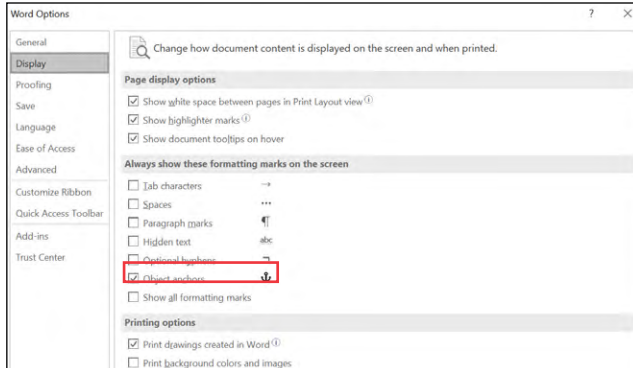 Word Options ? ×
General
Display
Proofing
Save
Language
Ease of Access
Advanced
Customize Ribbon
Quick Access Toolbar
Add-ins
Trust Center
Change how document content is displayed on the screen and when printed.
Page display options
Show white space between pages in Print Layout view
Show highlighter marks
Show document tooltips on hover
Always show these formatting marks on the screen
Tab characters →
Spaces ···
Paragraph marks ¶
Hidden text abc
Optional hyphens ¬
Object anchors
Show all formatting marks
Printing options
Print drawings created in Word
Print background colors and images